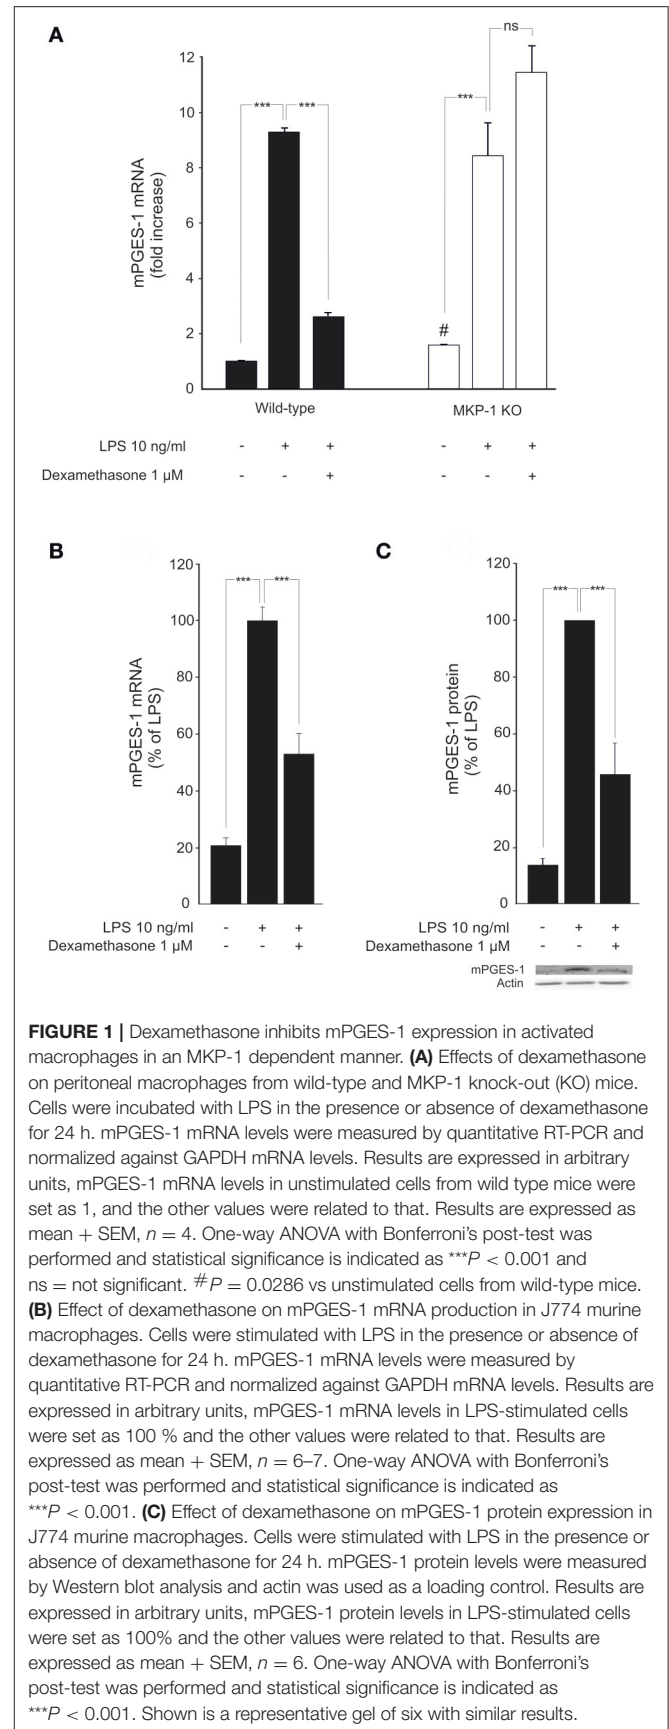 A
ns
***
*** ***
12
10
8
6
4
2
0
mPGES-1 mRNA
(fold increase)
#
Wild-type MKP-1 KO
LPS 10 ng/ml - + + - + +
Dexamethasone 1 µM - - + - - +
B
120
100
80
60
40
20
0
mPGES-1 mRNA
(% of LPS)
*** ***
LPS 10 ng/ml - + +
Dexamethasone 1 µM - - +
C
120
100
80
60
40
20
0
mPGES-1 protein
(% of LPS)
*** ***
LPS 10 ng/ml - + +
Dexamethasone 1 µM - - +
mPGES-1
Actin
FIGURE 1 | Dexamethasone inhibits mPGES-1 expression in activated
macrophages in an MKP-1 dependent manner. (A) Effects of dexamethasone
on peritoneal macrophages from wild-type and MKP-1 knock-out (KO) mice.
Cells were incubated with LPS in the presence or absence of dexamethasone
for 24 h. mPGES-1 mRNA levels were measured by quantitative RT-PCR and
normalized against GAPDH mRNA levels. Results are expressed in arbitrary
units, mPGES-1 mRNA levels in unstimulated cells from wild type mice were
set as 1, and the other values were related to that. Results are expressed as
mean + SEM, n = 4. One-way ANOVA with Bonferroni's post-test was
performed and statistical significance is indicated as ***P < 0.001 and
ns = not significant. #P = 0.0286 vs unstimulated cells from wild-type mice.
(B) Effect of dexamethasone on mPGES-1 mRNA production in J774 murine
macrophages. Cells were stimulated with LPS in the presence or absence of
dexamethasone for 24 h. mPGES-1 mRNA levels were measured by
quantitative RT-PCR and normalized against GAPDH mRNA levels. Results are
expressed in arbitrary units, mPGES-1 mRNA levels in LPS-stimulated cells
were set as 100 % and the other values were related to that. Results are
expressed as mean + SEM, n = 6–7. One-way ANOVA with Bonferroni's
post-test was performed and statistical significance is indicated as
***P < 0.001. (C) Effect of dexamethasone on mPGES-1 protein expression in
J774 murine macrophages. Cells were stimulated with LPS in the presence or
absence of dexamethasone for 24 h. mPGES-1 protein levels were measured
by Western blot analysis and actin was used as a loading control. Results are
expressed in arbitrary units, mPGES-1 protein levels in LPS-stimulated cells
were set as 100% and the other values were related to that. Results are
expressed as mean + SEM, n = 6. One-way ANOVA with Bonferroni's
post-test was performed and statistical significance is indicated as
***P < 0.001. Shown is a representative gel of six with similar results.